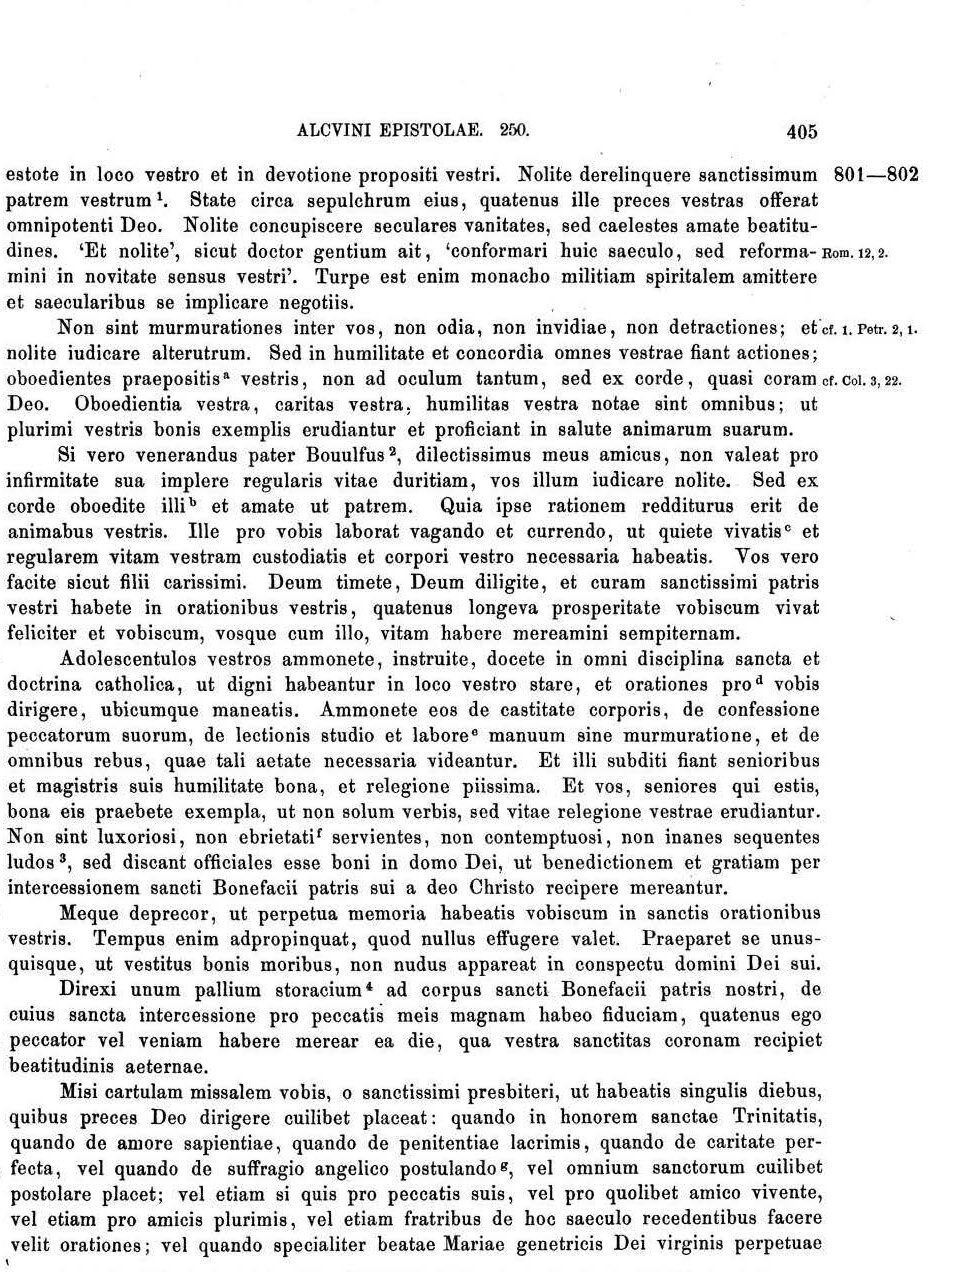 ALCVINI EPISTOLAE. 250. 405
estote in loco vestro et in devotione propositi vestri. Nolite derelinquere sanctissimum 801—802
patrem vestrum¹. State circa sepulchrum eius, quatenus ille preces vestras offerat
omnipotenti Deo. Nolite concupiscere seculares vanitates, sed caelestes amate beatitu-
dines. ‘Et nolite’, sicut doctor gentium ait, ‘conformari huic saeculo, sed reforma- Rom. 12, 2.
mini in novitate sensus vestri’. Turpe est enim monacho militiam spiritalem amittere
et saecularibus se implicare negotiis.
Non sint murmurationes inter vos, non odia, non invidiae, non detractiones; et cf. 1. Petr. 2, 1.
nolite iudicare alterutrum. Sed in humilitate et concordia omnes vestrae fiant actiones;
oboedientes praepositisᵃ vestris, non ad oculum tantum, sed ex corde, quasi coram cf. Col. 3, 22.
Deo. Oboedientia vestra, caritas vestra, humilitas vestra notae sint omnibus; ut
plurimi vestris bonis exemplis erudiantur et proficiant in salute animarum suarum.
Si vero venerandus pater Bouulfus², dilectissimus meus amicus, non valeat pro
infirmitate sua implere regularis vitae duritiam, vos illum iudicare nolite. Sed ex
corde oboedite illiᵇ et amate ut patrem. Quia ipse rationem redditurus erit de
animabus vestris. Ille pro vobis laborat vagando et currendo, ut quiete vivatisᶜ et
regularem vitam vestram custodiatis et corpori vestro necessaria habeatis. Vos vero
facite sicut filii carissimi. Deum timete, Deum diligite, et curam sanctissimi patris
vestri habete in orationibus vestris, quatenus longeva prosperitate vobiscum vivat
feliciter et vobiscum, vosque cum illo, vitam habere mereamini sempiternam.
Adolescentulos vestros ammonete, instruite, docete in omni disciplina sancta et
doctrina catholica, ut digni habeantur in loco vestro stare, et orationes proᵈ vobis
dirigere, ubicumque maneatis. Ammonete eos de castitate corporis, de confessione
peccatorum suorum, de lectionis studio et laboreᵉ manuum sine murmuratione, et de
omnibus rebus, quae tali aetate necessaria videantur. Et illi subditi fiant senioribus
et magistris suis humilitate bona, et relegione piissima. Et vos, seniores qui estis,
bona eis praebete exempla, ut non solum verbis, sed vitae relegione vestrae erudiantur.
Non sint luxoriosi, non ebrietatiᶠ servientes, non contemptuosi, non inanes sequentes
ludos³, sed discant officiales esse boni in domo Dei, ut benedictionem et gratiam per
intercessionem sancti Bonefacii patris sui a deo Christo recipere mereantur.
Meque deprecor, ut perpetua memoria habeatis vobiscum in sanctis orationibus
vestris. Tempus enim adpropinquat, quod nullus effugere valet. Praeparet se unus-
quisque, ut vestitus bonis moribus, non nudus appareat in conspectu domini Dei sui.
Direxi unum pallium storacium⁴ ad corpus sancti Bonefacii patris nostri, de
cuius sancta intercessione pro peccatis meis magnam habeo fiduciam, quatenus ego
peccator vel veniam habere merear ea die, qua vestra sanctitas coronam recipiet
beatitudinis aeternae.
Misi cartulam missalem vobis, o sanctissimi presbiteri, ut habeatis singulis diebus,
quibus preces Deo dirigere cuilibet placeat: quando in honorem sanctae Trinitatis,
quando de amore sapientiae, quando de penitentiae lacrimis, quando de caritate per-
fecta, vel quando de suffragio angelico postulandoᵍ, vel omnium sanctorum cuilibet
postolare placet; vel etiam si quis pro peccatis suis, vel pro quolibet amico vivente,
vel etiam pro amicis plurimis, vel etiam fratribus de hoc saeculo recedentibus facere
velit orationes; vel quando specialiter beatae Mariae genetricis Dei virginis perpetuae